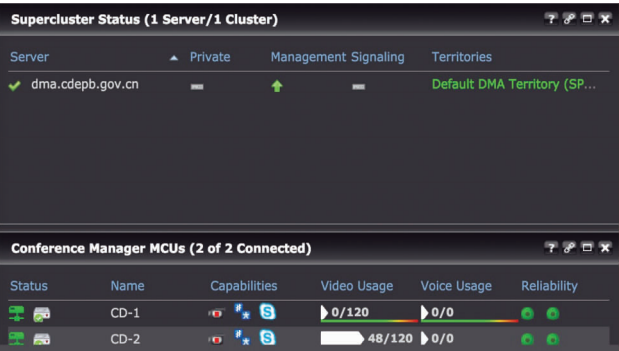 Supercluster Status (1 Server/1 Cluster)
Server Private Management Signaling Territories
dma.cdepb.gov.cn Default DMA Territory (SP...
Conference Manager MCUs (2 of 2 Connected)
Status Name Capabilities Video Usage Voice Usage Reliability
CD-1 0/120 0/0
CD-2 48/120 0/0